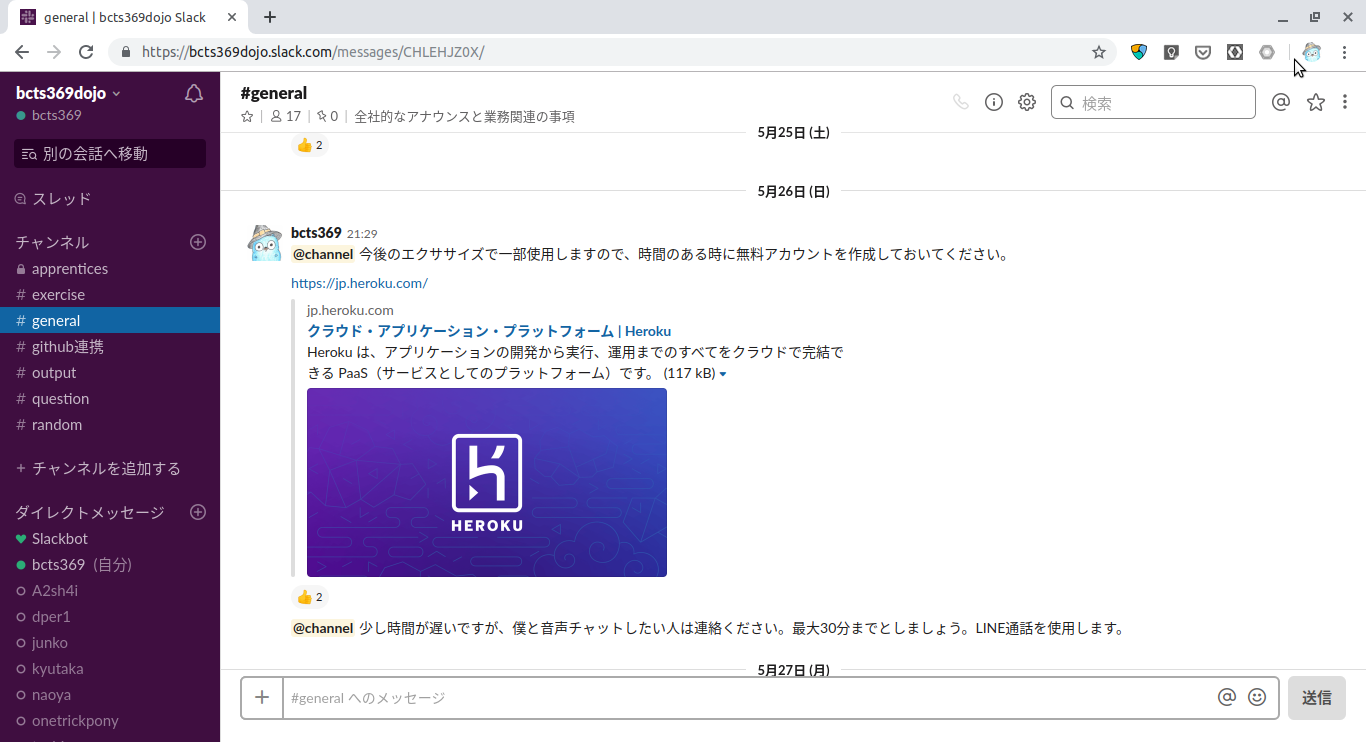 general | bcts369dojo Slack
https://bcts369dojo.slack.com/messages/CHLEHJZ0X/
bcts369dojo
bcts369
別の会話へ移動
スレッド
チャンネル
apprentices
# exercise
# general
# github連携
# output
# question
# random
+ チャンネルを追加する
ダイレクトメッセージ
Slackbot
bcts369 (自分)
A2sh4i
dper1
junko
kyutaka
naoya
onetrickpony
#general
17 | 0 | 全社的なアナウンスと業務関連の事項
検索
5月25日 (土)
2
5月26日 (日)
bcts369 21:29
@channel 今後のエクササイズで一部使用しますので、時間のある時に無料アカウントを作成しておいてください。
https://jp.heroku.com/
jp.heroku.com
クラウド・アプリケーション・プラットフォーム | Heroku
Heroku は、アプリケーションの開発から実行、運用までのすべてをクラウドで完結で
きる PaaS（サービスとしてのプラットフォーム）です。 (117 kB)
HEROKU
2
@channel 少し時間が遅いですが、僕と音声チャットしたい人は連絡ください。最大30分までとしましょう。LINE通話を使用します。
5月27日 (月)
#general へのメッセージ
送信